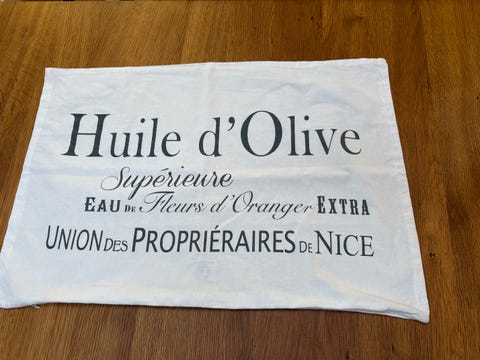 Huile d'Olive
Supérieure
EAU DE Fleurs d'Oranger EXTRA
UNION DES PROPRIÉRAIRES DE NICE